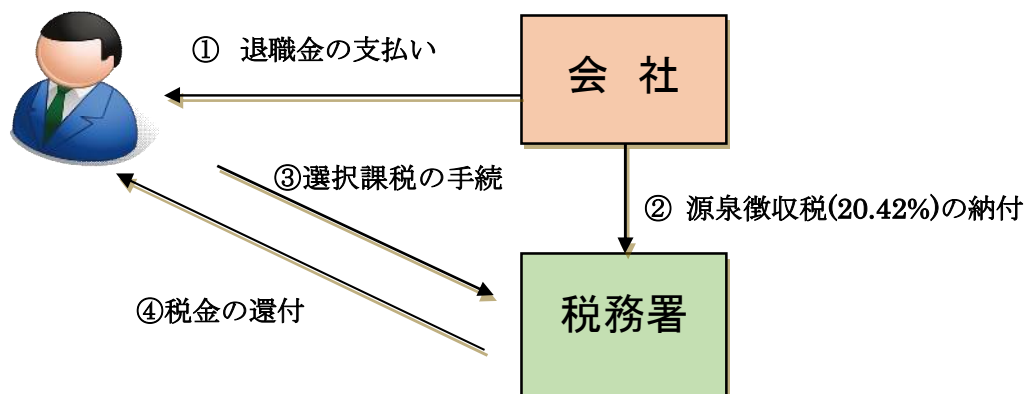 ① 退職金の支払い
会 社
③選択課税の手続
② 源泉徴収税(20.42%)の納付
④税金の還付
税務署